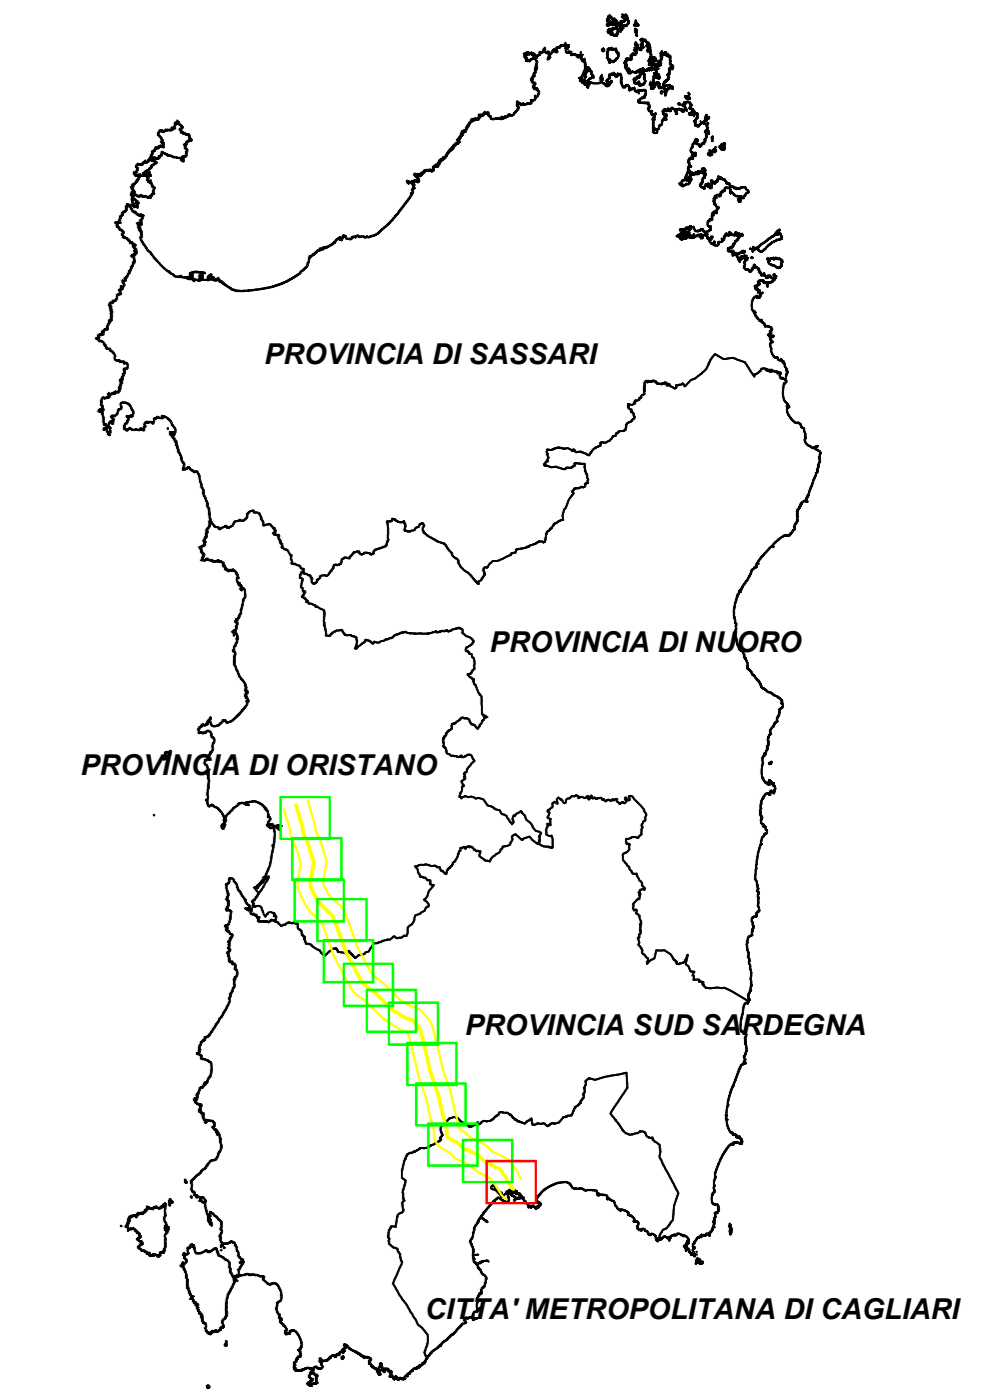 PROVINCIA DI SASSARI
PROVINCIA DI NUORO
PROVINCIA DI ORISTANO
PROVINCIA SUD SARDEGNA
CITTA' METROPOLITANA DI CAGLIARI